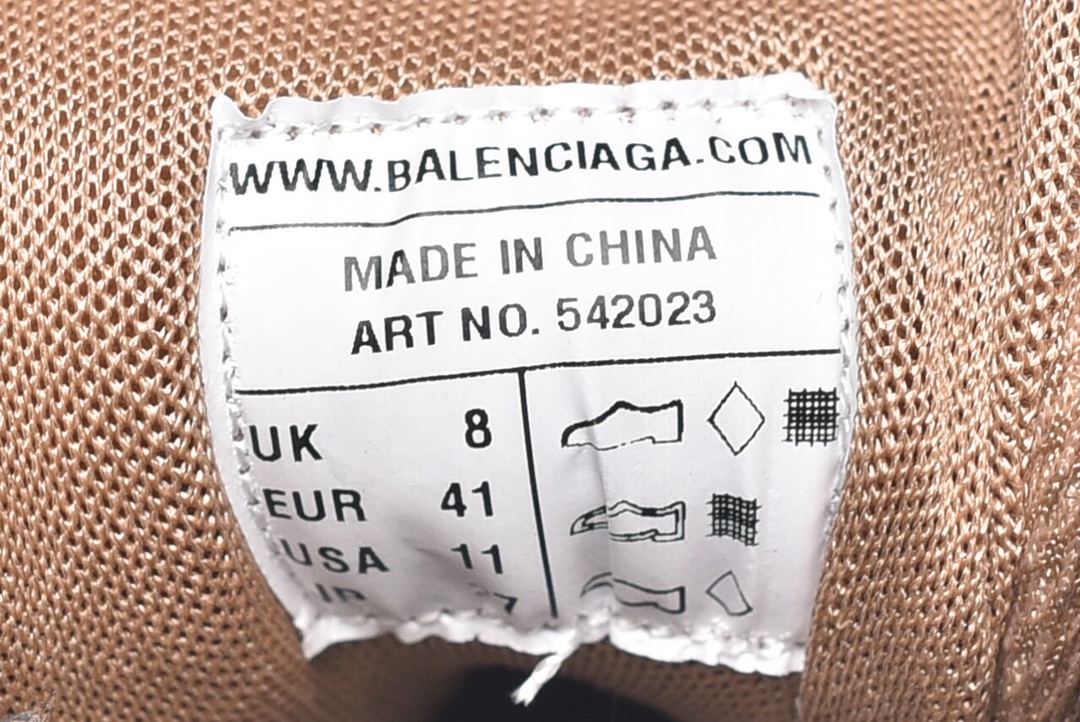 WWW.BALENCIAGA.COM
MADE IN CHINA
ART NO. 542023
UK 8
EUR 41
USA 11